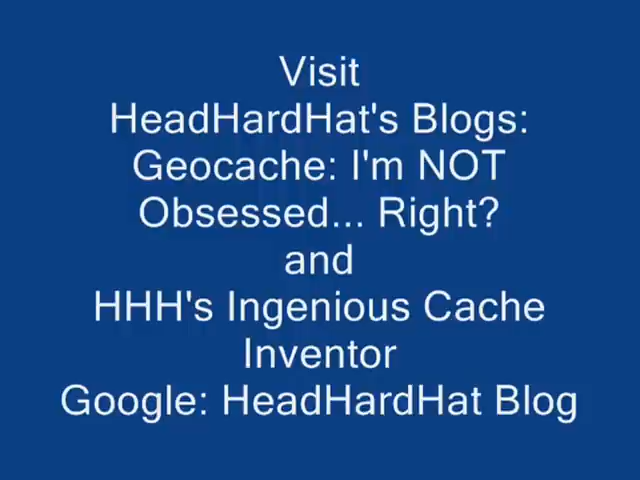 Visit
HeadHardHat's Blogs:
Geocache: I'm NOT
Obsessed... Right?
and
HHH's Ingenious Cache
Inventor
Google: HeadHardHat Blog